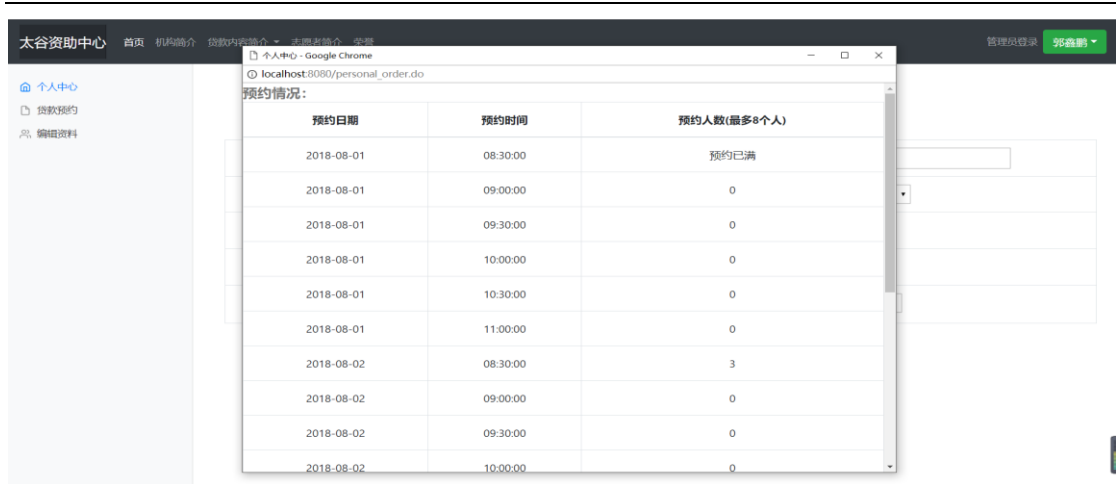 太谷资助中心 首页 机构简介 贷款内容简介 志愿者简介 荣誉 管理员登录 郭鑫鹏
个人中心 - Google Chrome
localhost:8080/personal_order.do
个人中心
贷款预约
编辑资料
预约情况:
预约日期 预约时间 预约人数(最多8个人)
2018-08-01 08:30:00 预约已满
2018-08-01 09:00:00 0
2018-08-01 09:30:00 0
2018-08-01 10:00:00 0
2018-08-01 10:30:00 0
2018-08-01 11:00:00 0
2018-08-02 08:30:00 3
2018-08-02 09:00:00 0
2018-08-02 09:30:00 0
2018-08-02 10:00:00 0